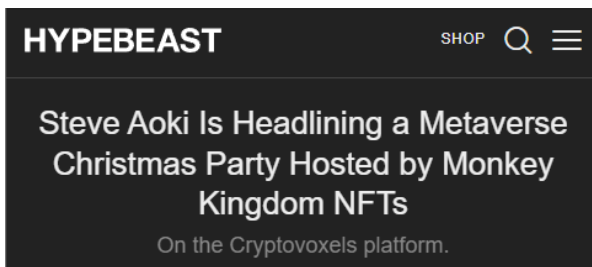 HYPEBEAST SHOP
Steve Aoki Is Headlining a Metaverse
Christmas Party Hosted by Monkey
Kingdom NFTs
On the Cryptovoxels platform.